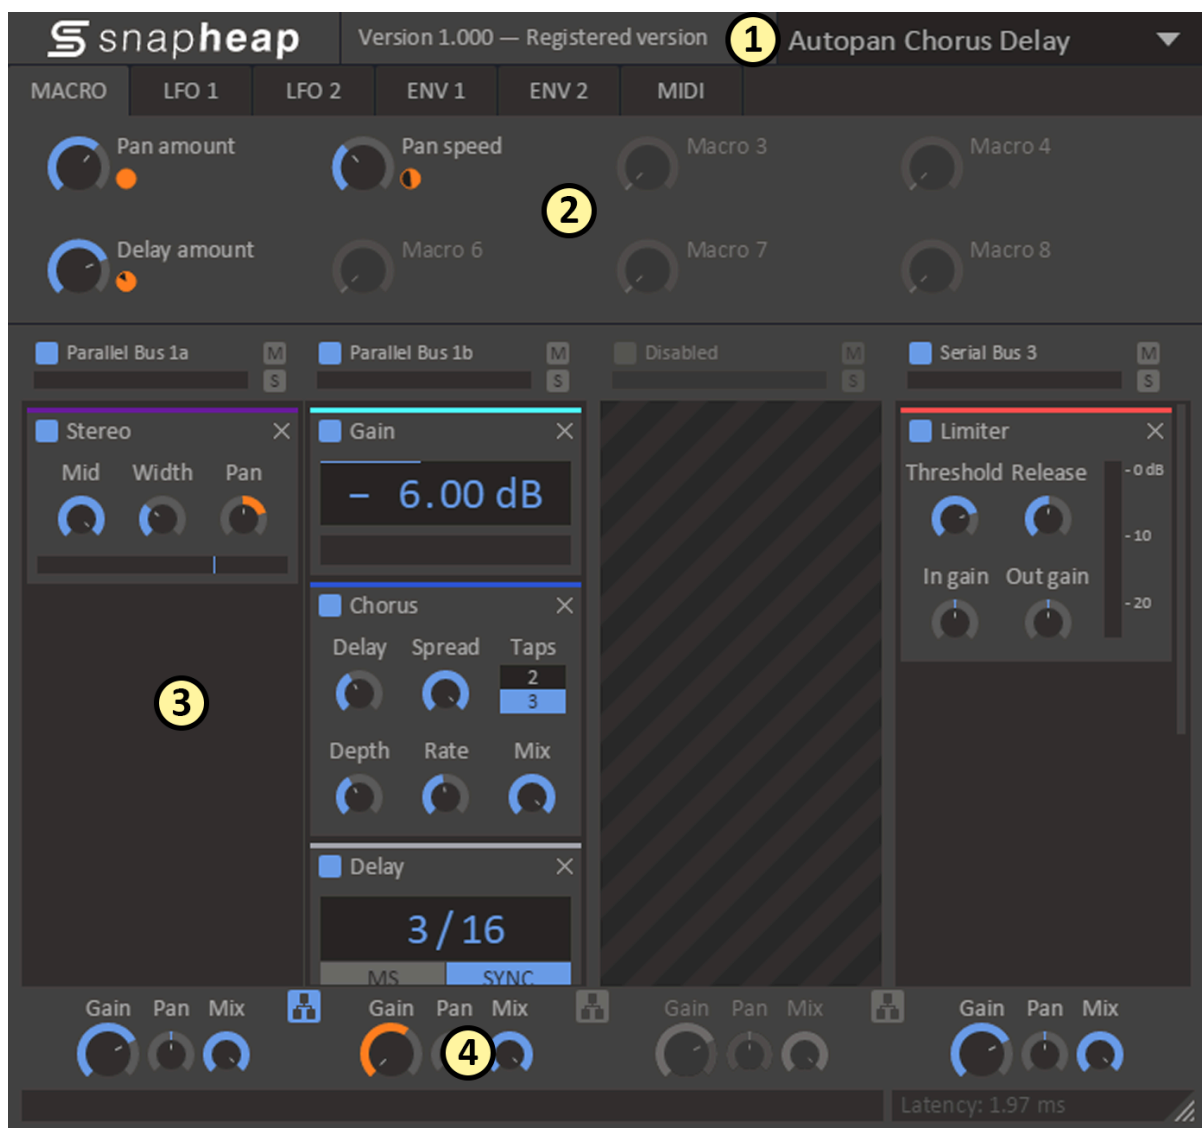 snapheap Version 1.000 — Registered version 1 Autopan Chorus Delay
MACRO LFO 1 LFO 2 ENV 1 ENV 2 MIDI
Pan amount Pan speed Macro 3 Macro 4
2
Delay amount Macro 6 Macro 7 Macro 8
Parallel Bus 1a M Parallel Bus 1b M Disabled M Serial Bus 3 M
S S S S
Stereo Gain Limiter
Mid Width Pan Threshold Release -0 dB
- 6.00 dB
-10
In gain Out gain
-20
Chorus
Delay Spread Taps
2
3
3
Depth Rate Mix
Delay
3/16
MS SYNC
Gain Pan Mix Gain Pan Mix Gain Pan Mix Gain Pan Mix
4
Latency: 1.97 ms